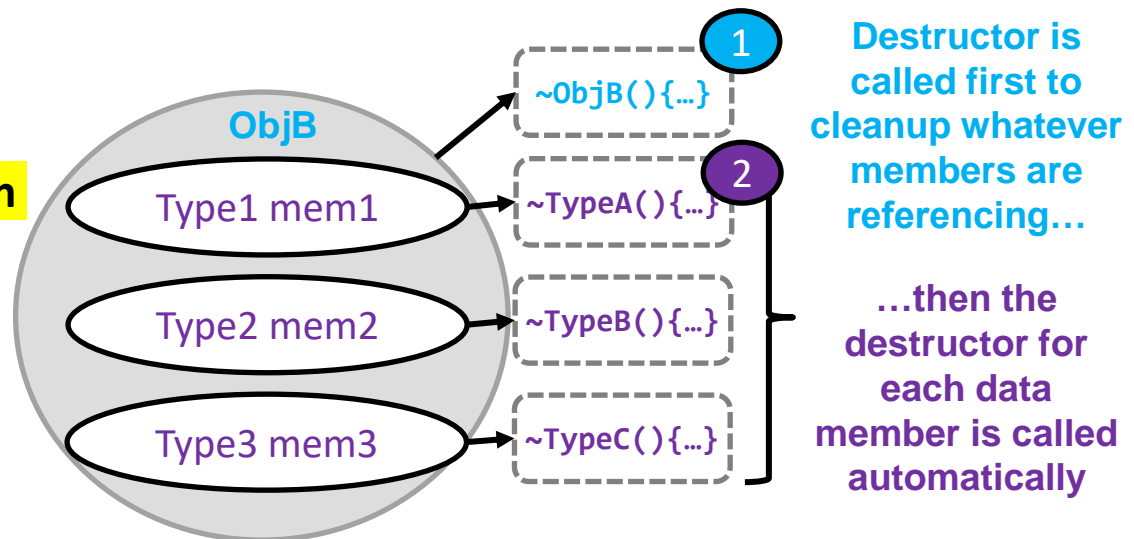 1
~ObjB(){…}
Destructor is
called first to
cleanup whatever
members are
referencing…
ObjB
Type1 mem1
2
~TypeA(){…}
Type2 mem2
~TypeB(){…}
Type3 mem3
~TypeC(){…}
…then the
destructor for
each data
member is called
automatically